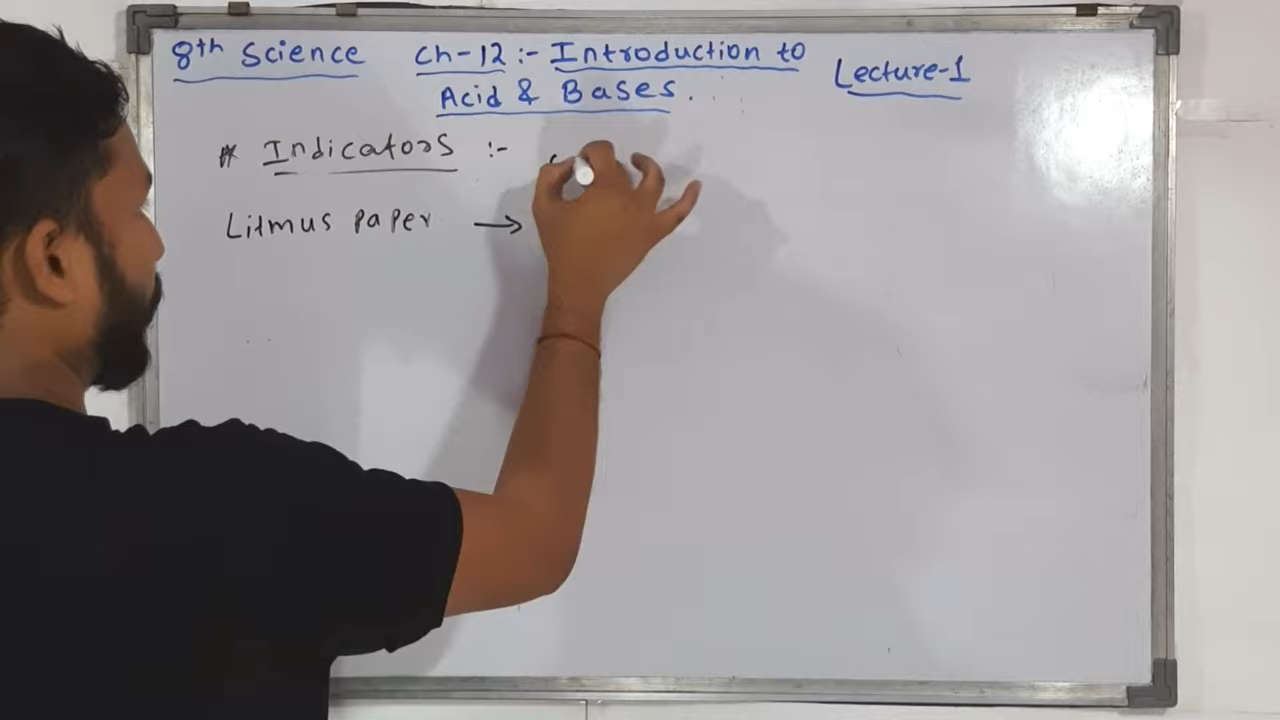 8th Science Ch-12 :- Introduction to Acid & Bases. Lecture-1
* Indicators :-
Litmus paper →